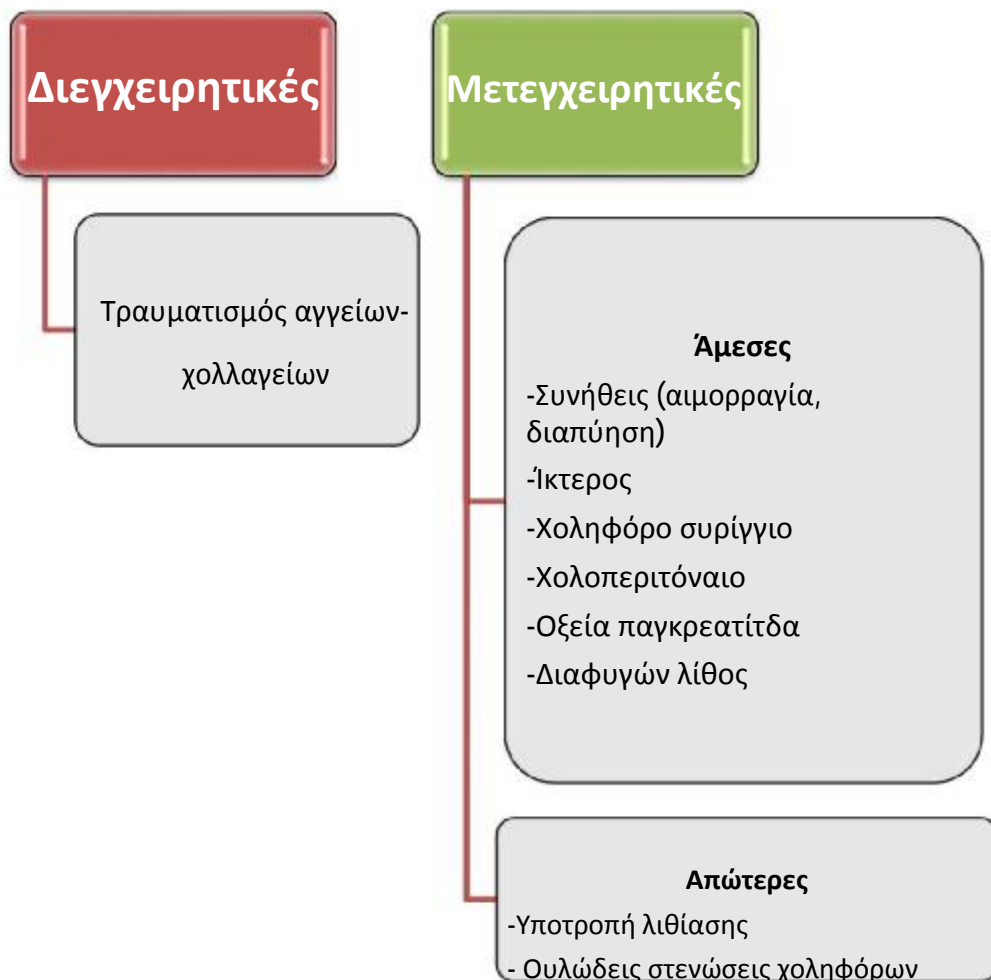 Διεγχειρητικές
Τραυματισμός αγγείων-
χολλαγείων
Μετεγχειρητικές
Άμεσες
-Συνήθεις (αιμορραγία,
διαπύηση)
-Ίκτερος
-Χοληφόρο συρίγγιο
-Χολοπεριτόναιο
-Οξεία παγκρεατίτδα
-Διαφυγών λίθος
Απώτερες
-Υποτροπή λιθίασης
- Ουλώδεις στενώσεις χοληφόρων